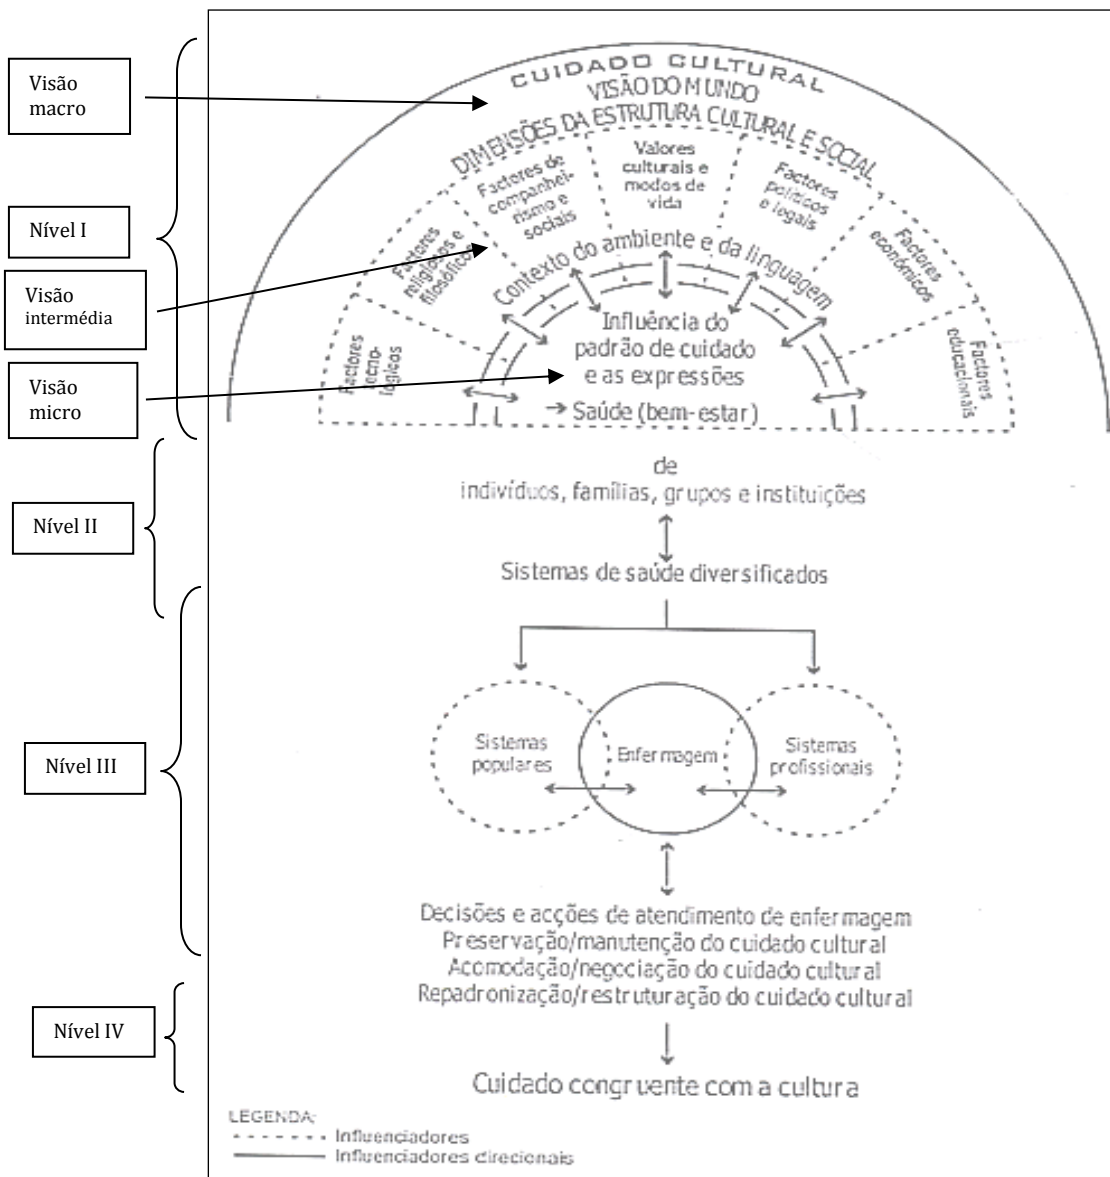 Visão
macro
Nível I
Visão
intermédia
Visão
micro
Nível II
Nível III
Nível IV
CUIDADO CULTURAL
VISÃO DO MUNDO
DIMENSÕES DA ESTRUTURA CULTURAL E SOCIAL
Factores
tecno-
lógicos
Factores
religiosos e
filosóficos
Factores de
companhei-
rismo e
sociais
Valores
culturais e
modos de
vida
Factores
políticos
e legais
Factores
económicos
Factores
educacionais
Contexto do ambiente e da linguagem
Influência do
padrão de cuidado
e as expressões
Saúde (bem-estar)
de
indivíduos, famílias, grupos e instituições
Sistemas de saúde diversificados
Sistemas
populares
Enfermagem
Sistemas
profissionais
Decisões e acções de atendimento de enfermagem
Preservação/manutenção do cuidado cultural
Acomodação/negociação do cuidado cultural
Repadronização/restruturação do cuidado cultural
Cuidado congruente com a cultura
LEGENDA:
Influenciadores
Influenciadores direcionais